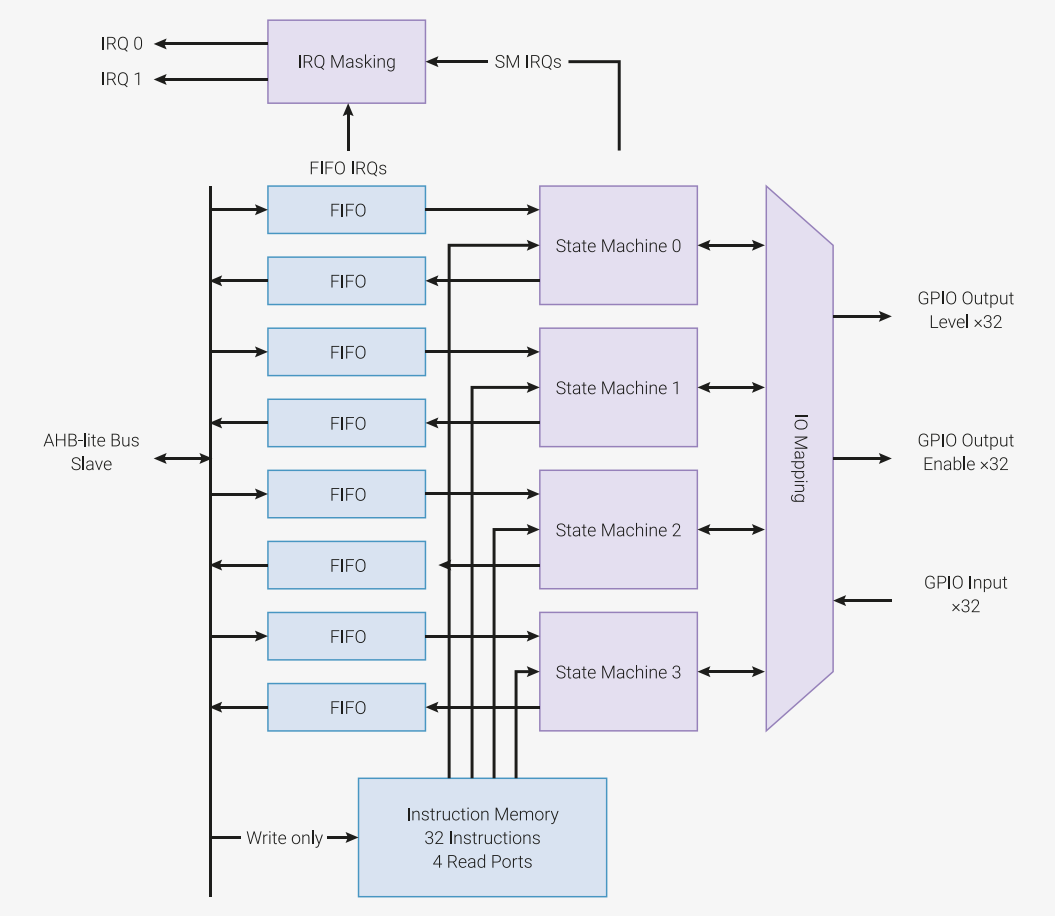 IRQ 0
IRQ 1
IRQ Masking
SM IRQs
FIFO IRQs
FIFO
FIFO
FIFO
FIFO
FIFO
FIFO
FIFO
FIFO
AHB-lite Bus
Slave
State Machine 0
State Machine 1
State Machine 2
State Machine 3
IO Mapping
GPIO Output
Level ×32
GPIO Output
Enable ×32
GPIO Input
×32
Write only
Instruction Memory
32 Instructions
4 Read Ports